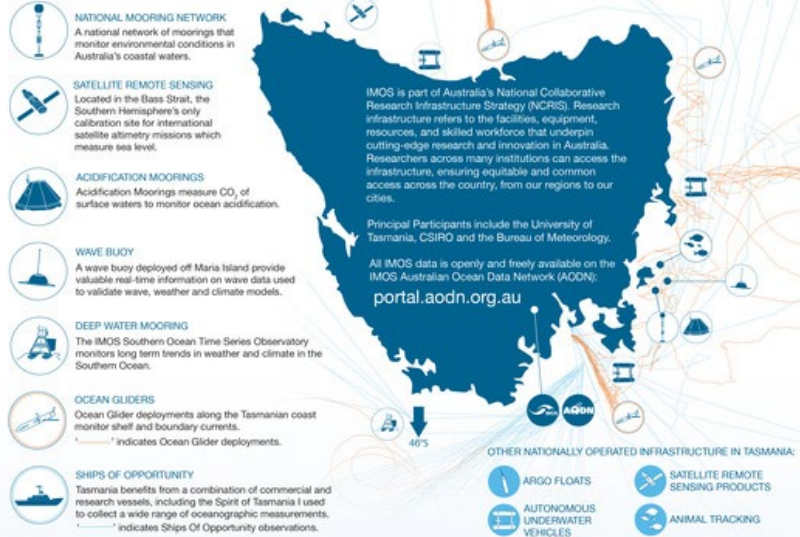 NATIONAL MOORING NETWORK
A national network of moorings that
monitor environmental conditions in
Australia's coastal waters.
SATELLITE REMOTE SENSING
Located in the Bass Strait, the
Southern Hemisphere's only
calibration site for international
satellite altimetry missions which
measure sea level.
ACIDIFICATION MOORINGS
Acidification Moorings measure CO₂ of
surface waters to monitor ocean acidification.
WAVE BUOY
A wave buoy deployed off Maria Island provide
valuable real-time information on wave data used
to validate wave, weather and climate models.
DEEP WATER MOORING
The IMOS Southern Ocean Time Series Observatory
monitors long term trends in weather and climate in the
Southern Ocean.
OCEAN GLIDERS
Ocean Glider deployments along the Tasmanian coast
monitor shelf and boundary currents.
' ' indicates Ocean Glider deployments.
SHIPS OF OPPORTUNITY
Tasmania benefits from a combination of commercial and
research vessels, including the Spirit of Tasmania I used
to collect a wide range of oceanographic measurements.
' ' indicates Ships Of Opportunity observations.
IMOS is part of Australia's National Collaborative
Research Infrastructure Strategy (NCRIS). Research
infrastructure refers to the facilities, equipment,
resources, and skilled workforce that underpin
cutting-edge research and innovation in Australia.
Researchers across many institutions can access the
infrastructure, ensuring equitable and common
access across the country, from our regions to our
cities.
Principal Participants include the University of
Tasmania, CSIRO and the Bureau of Meteorology.
All IMOS data is openly and freely available on the
IMOS Australian Ocean Data Network (AODN):
portal.aodn.org.au
IMOS
AODN
46°S
OTHER NATIONALLY OPERATED INFRASTRUCTURE IN TASMANIA:
ARGO FLOATS
SATELLITE REMOTE
SENSING PRODUCTS
AUTONOMOUS
UNDERWATER
VEHICLES
ANIMAL TRACKING